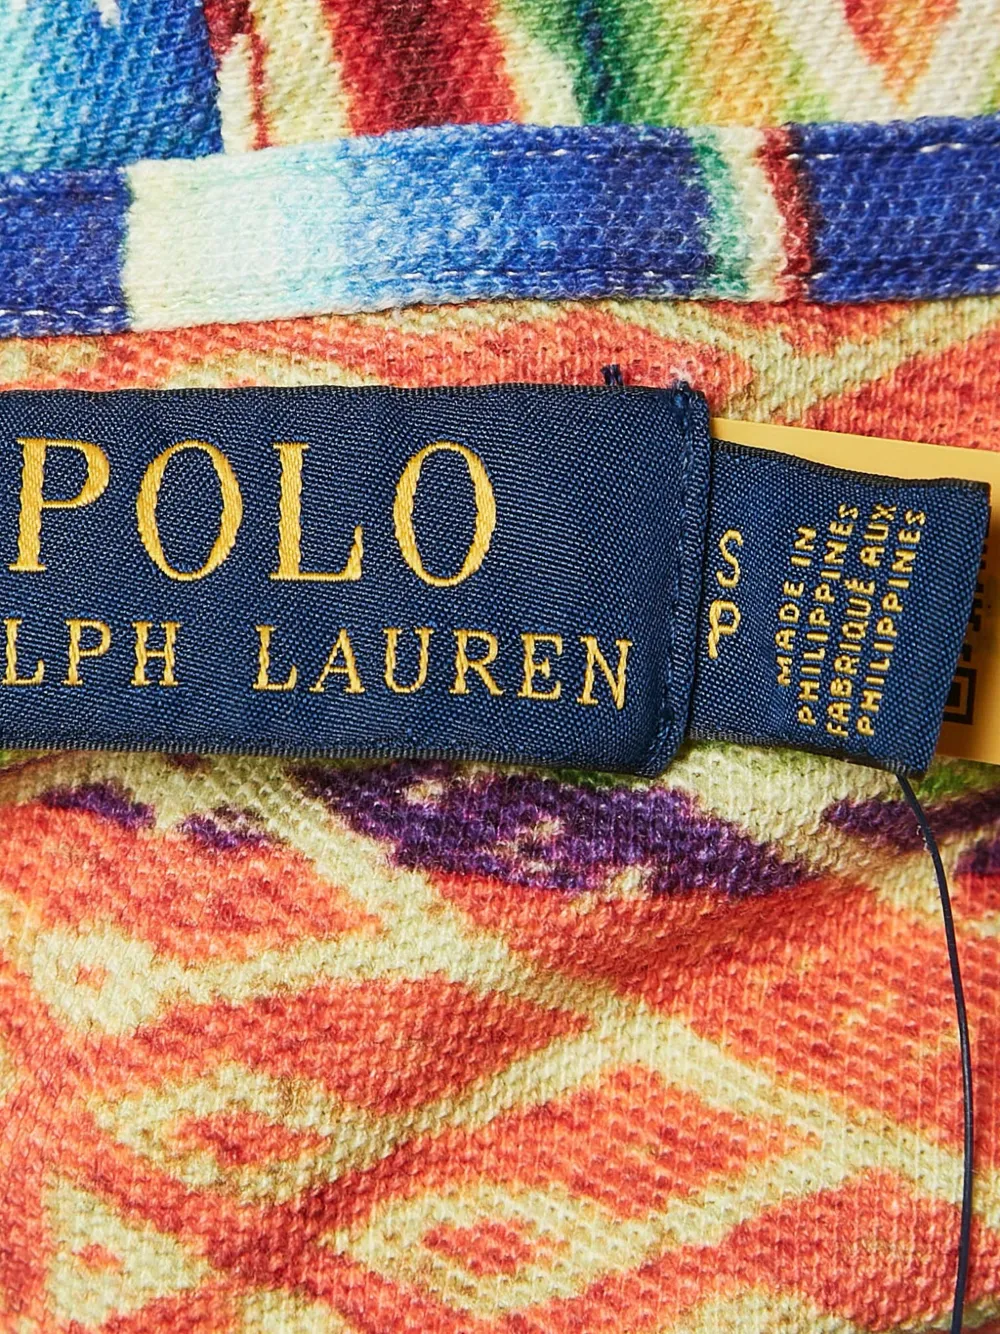 POLO
LPH LAUREN
S
P
MADE IN
PHILIPPINES
FABRIQUÉ AUX
PHILIPPINES